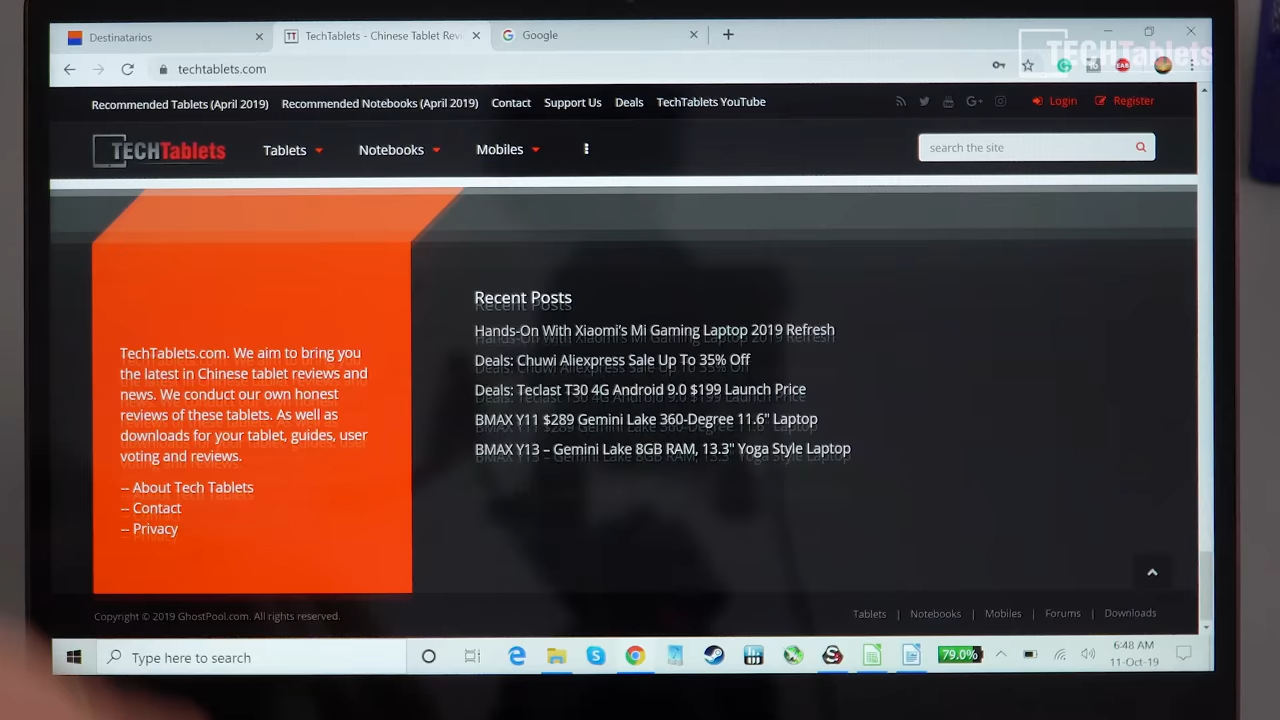 Destinatarios
TechTablets - Chinese Tablet Rev
Google
techtablets.com
TECHTablets
Recommended Tablets (April 2019) Recommended Notebooks (April 2019) Contact Support Us Deals TechTablets YouTube
Login Register
TECHTablets Tablets Notebooks Mobiles
search the site
Recent Posts
Hands-On With Xiaomi's Mi Gaming Laptop 2019 Refresh
Deals: Chuwi Aliexpress Sale Up To 35% Off
Deals: Teclast T30 4G Android 9.0 $199 Launch Price
BMAX Y11 $289 Gemini Lake 360-Degree 11.6" Laptop
BMAX Y13 – Gemini Lake 8GB RAM, 13.3" Yoga Style Laptop
TechTablets.com. We aim to bring you
the latest in Chinese tablet reviews and
news. We conduct our own honest
reviews of these tablets. As well as
downloads for your tablet, guides, user
voting and reviews.
– About Tech Tablets
– Contact
– Privacy
Copyright © 2019 GhostPool.com. All rights reserved.
Tablets | Notebooks | Mobiles | Forums | Downloads
Type here to search
79.0%
6:48 AM
11-Oct-19